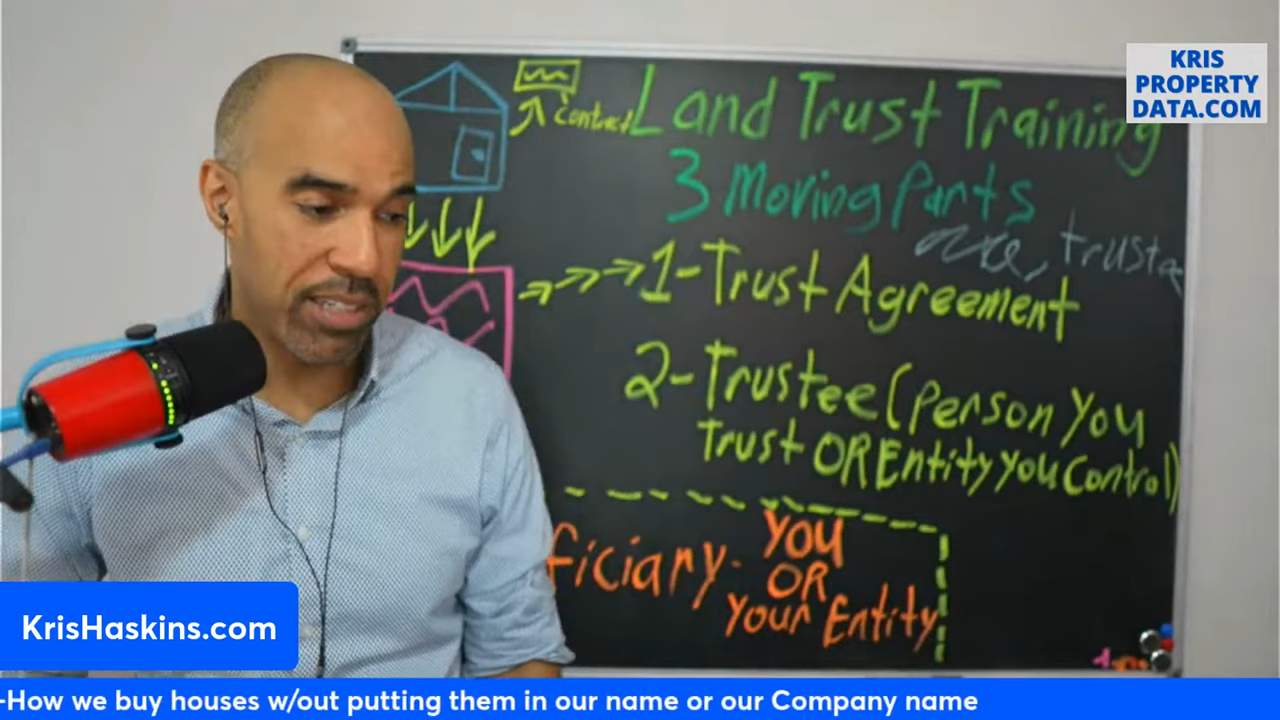 KRIS
PROPERTY
DATA.COM
contract
Land Trust Training
3 Moving Parts
1-Trust Agreement
2-Trustee (Person You
Trust OR Entity You Control)
ficiary- You
OR
Your Entity
KrisHaskins.com
-How we buy houses w/out putting them in our name or our Company name